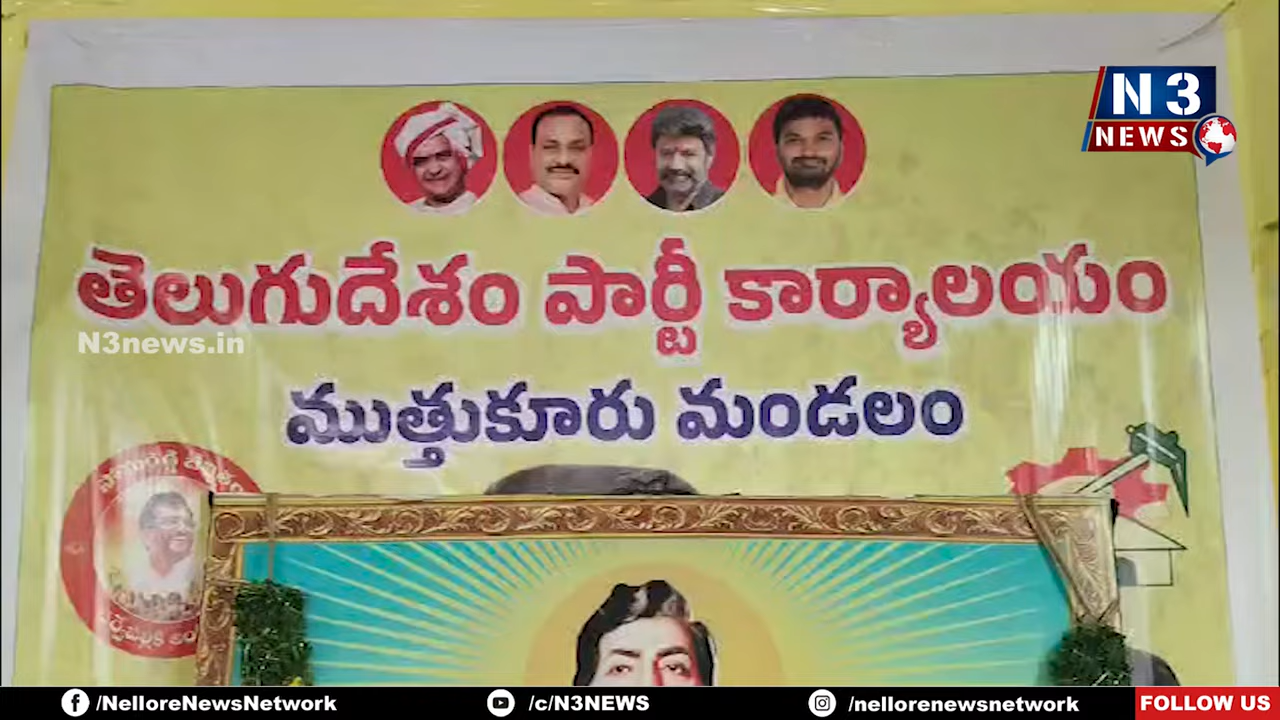 N3
NEWS
తెలుగుదేశం పార్టీ కార్యాలయం
N3news.in
ముత్తుకూరు మండలం
/NelloreNewsNetwork
/c/N3NEWS
/nellorenewsnetwork
FOLLOW US